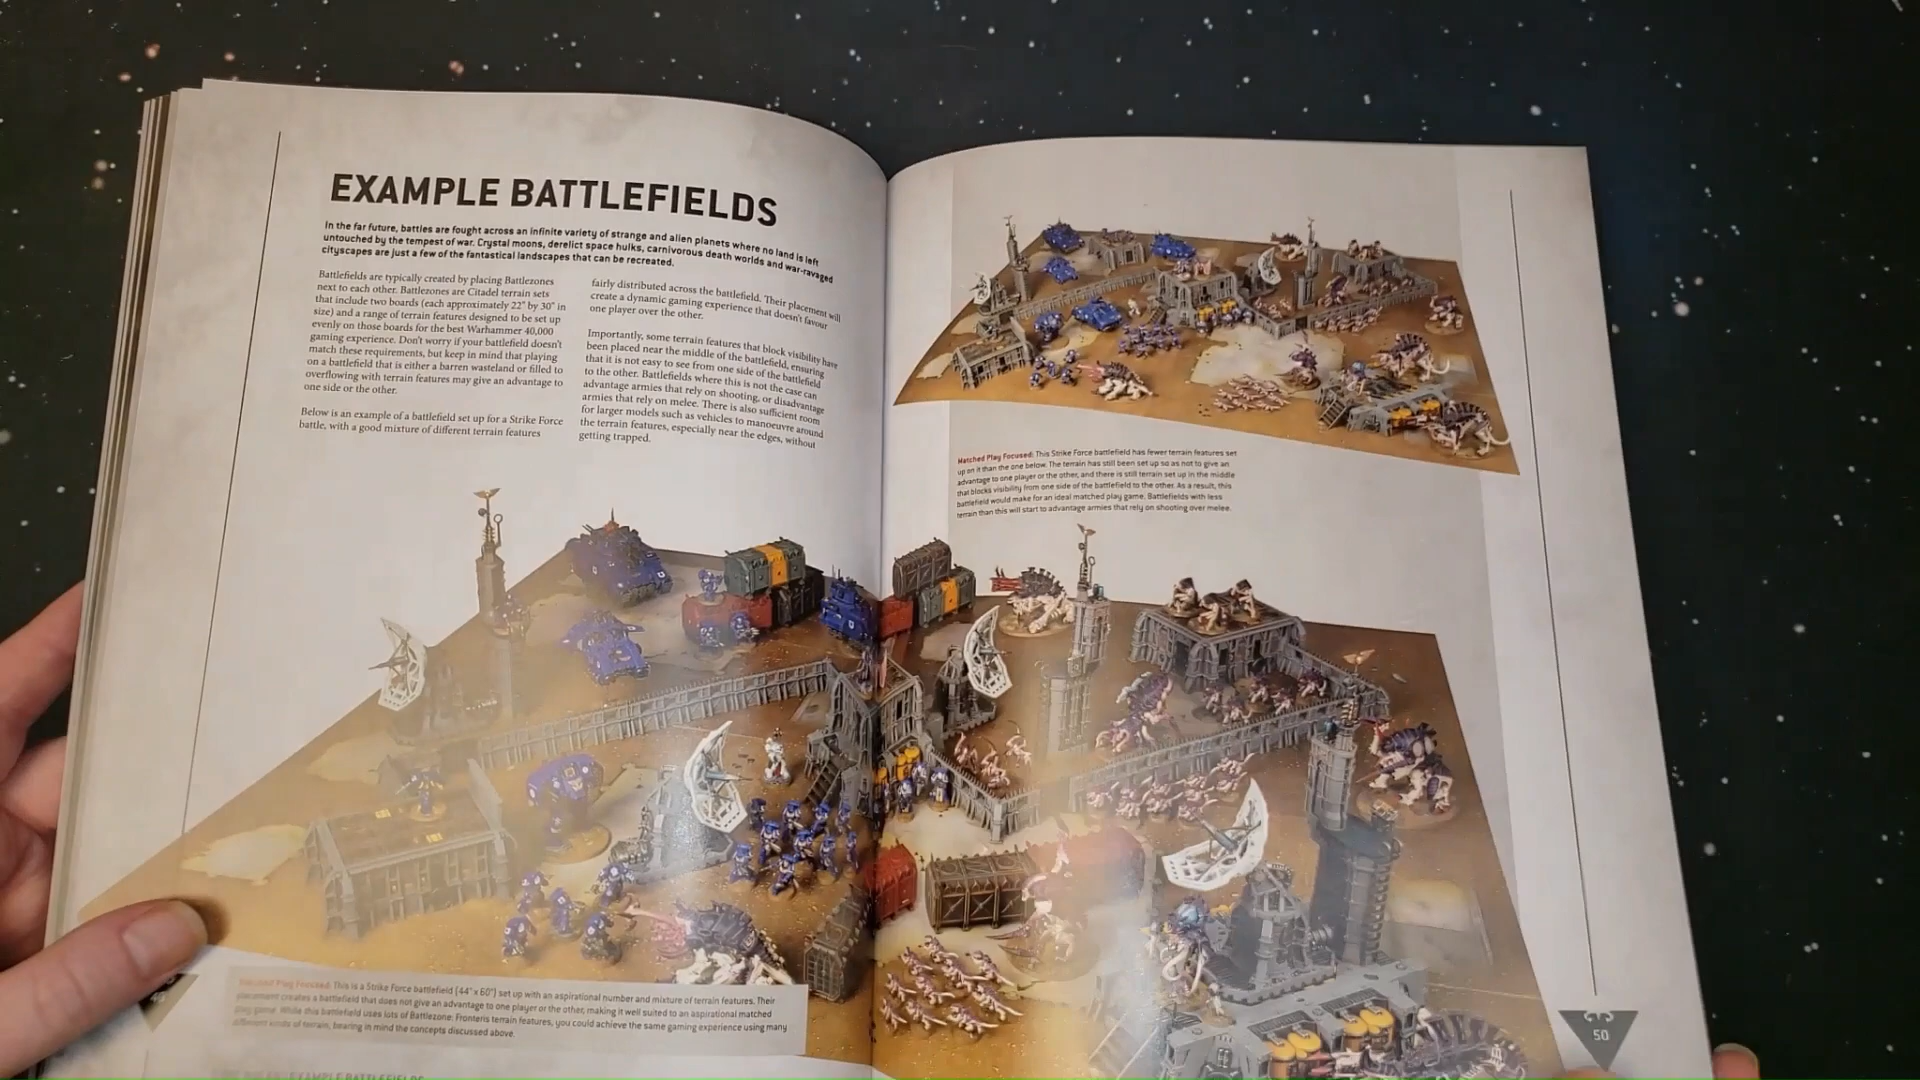 EXAMPLE BATTLEFIELDS
In the far future, battles are fought across an infinite variety of strange and alien planets where no land is left
untouched by the tempest of war. Crystal moons, derelict space hulks, carnivorous death worlds and war-ravaged
cityscapes are just a few of the fantastical landscapes that can be recreated.
Battlefields are typically created by placing Battlezones
next to each other. Battlezones are Citadel terrain sets
that include two boards (each approximately 22" by 30" in
size) and a range of terrain features designed to be set up
evenly on those boards for the best Warhammer 40,000
gaming experience. Don't worry if your battlefield doesn't
match these requirements, but keep in mind that playing
on a battlefield that is either a barren wasteland or filled to
overflowing with terrain features may give an advantage to
one side or the other.
Below is an example of a battlefield set up for a Strike Force
battle, with a good mixture of different terrain features
fairly distributed across the battlefield. Their placement will
create a dynamic gaming experience that doesn't favour
one player over the other.
Importantly, some terrain features that block visibility have
been placed near the middle of the battlefield, ensuring
that it is not easy to see from one side of the battlefield
to the other. Battlefields where this is not the case can
advantage armies that rely on shooting, or disadvantage
armies that rely on melee. There is also sufficient room
for larger models such as vehicles to manoeuvre around
the terrain features, especially near the edges, without
getting trapped.
Matched Play Focused: This Strike Force battlefield has fewer terrain features set
up on it than the one below. The terrain has still been set up so as not to give an
advantage to one player or the other, and there is still terrain set up in the middle
that blocks visibility from one side of the battlefield to the other. As a result, this
battlefield would make for an ideal matched play game. Battlefields with less
terrain than this will start to advantage armies that rely on shooting over melee.
Matched Play Focused: This is a Strike Force battlefield (44" x 60") set up with an aspirational number and mixture of terrain features. Their
placement creates a battlefield that does not give an advantage to one player or the other, making it well suited to an aspirational matched
play game. While this battlefield uses lots of Battlezone: Fronteris terrain features, you could achieve the same gaming experience using many
different kinds of terrain, bearing in mind the concepts discussed above.
EXAMPLE BATTLEFIELDS
50